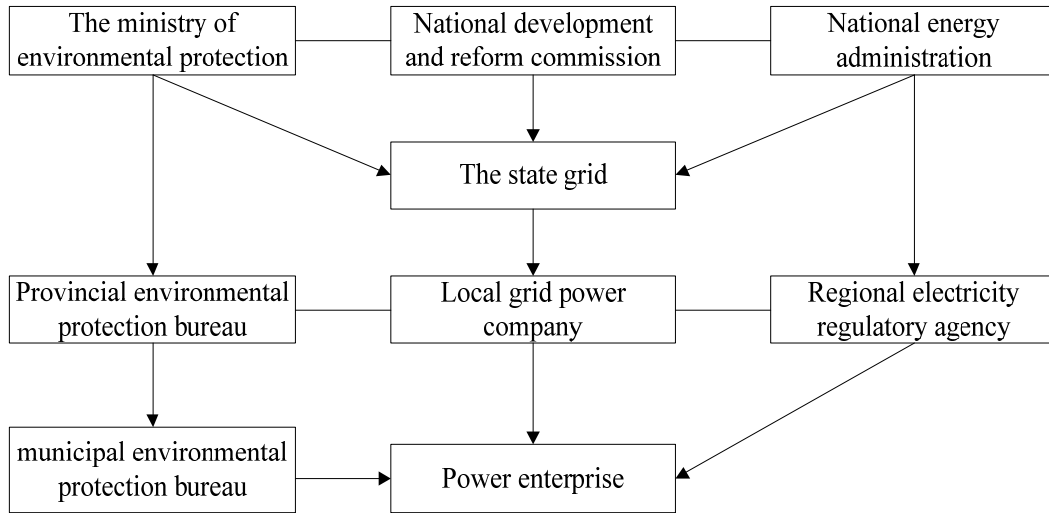 The ministry of
environmental protection
National development
and reform commission
National energy
administration
The state grid
Provincial environmental
protection bureau
Local grid power
company
Regional electricity
regulatory agency
municipal environmental
protection bureau
Power enterprise